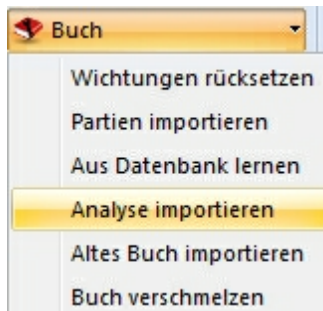 Buch
Wichtungen rücksetzen
Partien importieren
Aus Datenbank lernen
Analyse importieren
Altes Buch importieren
Buch verschmelzen